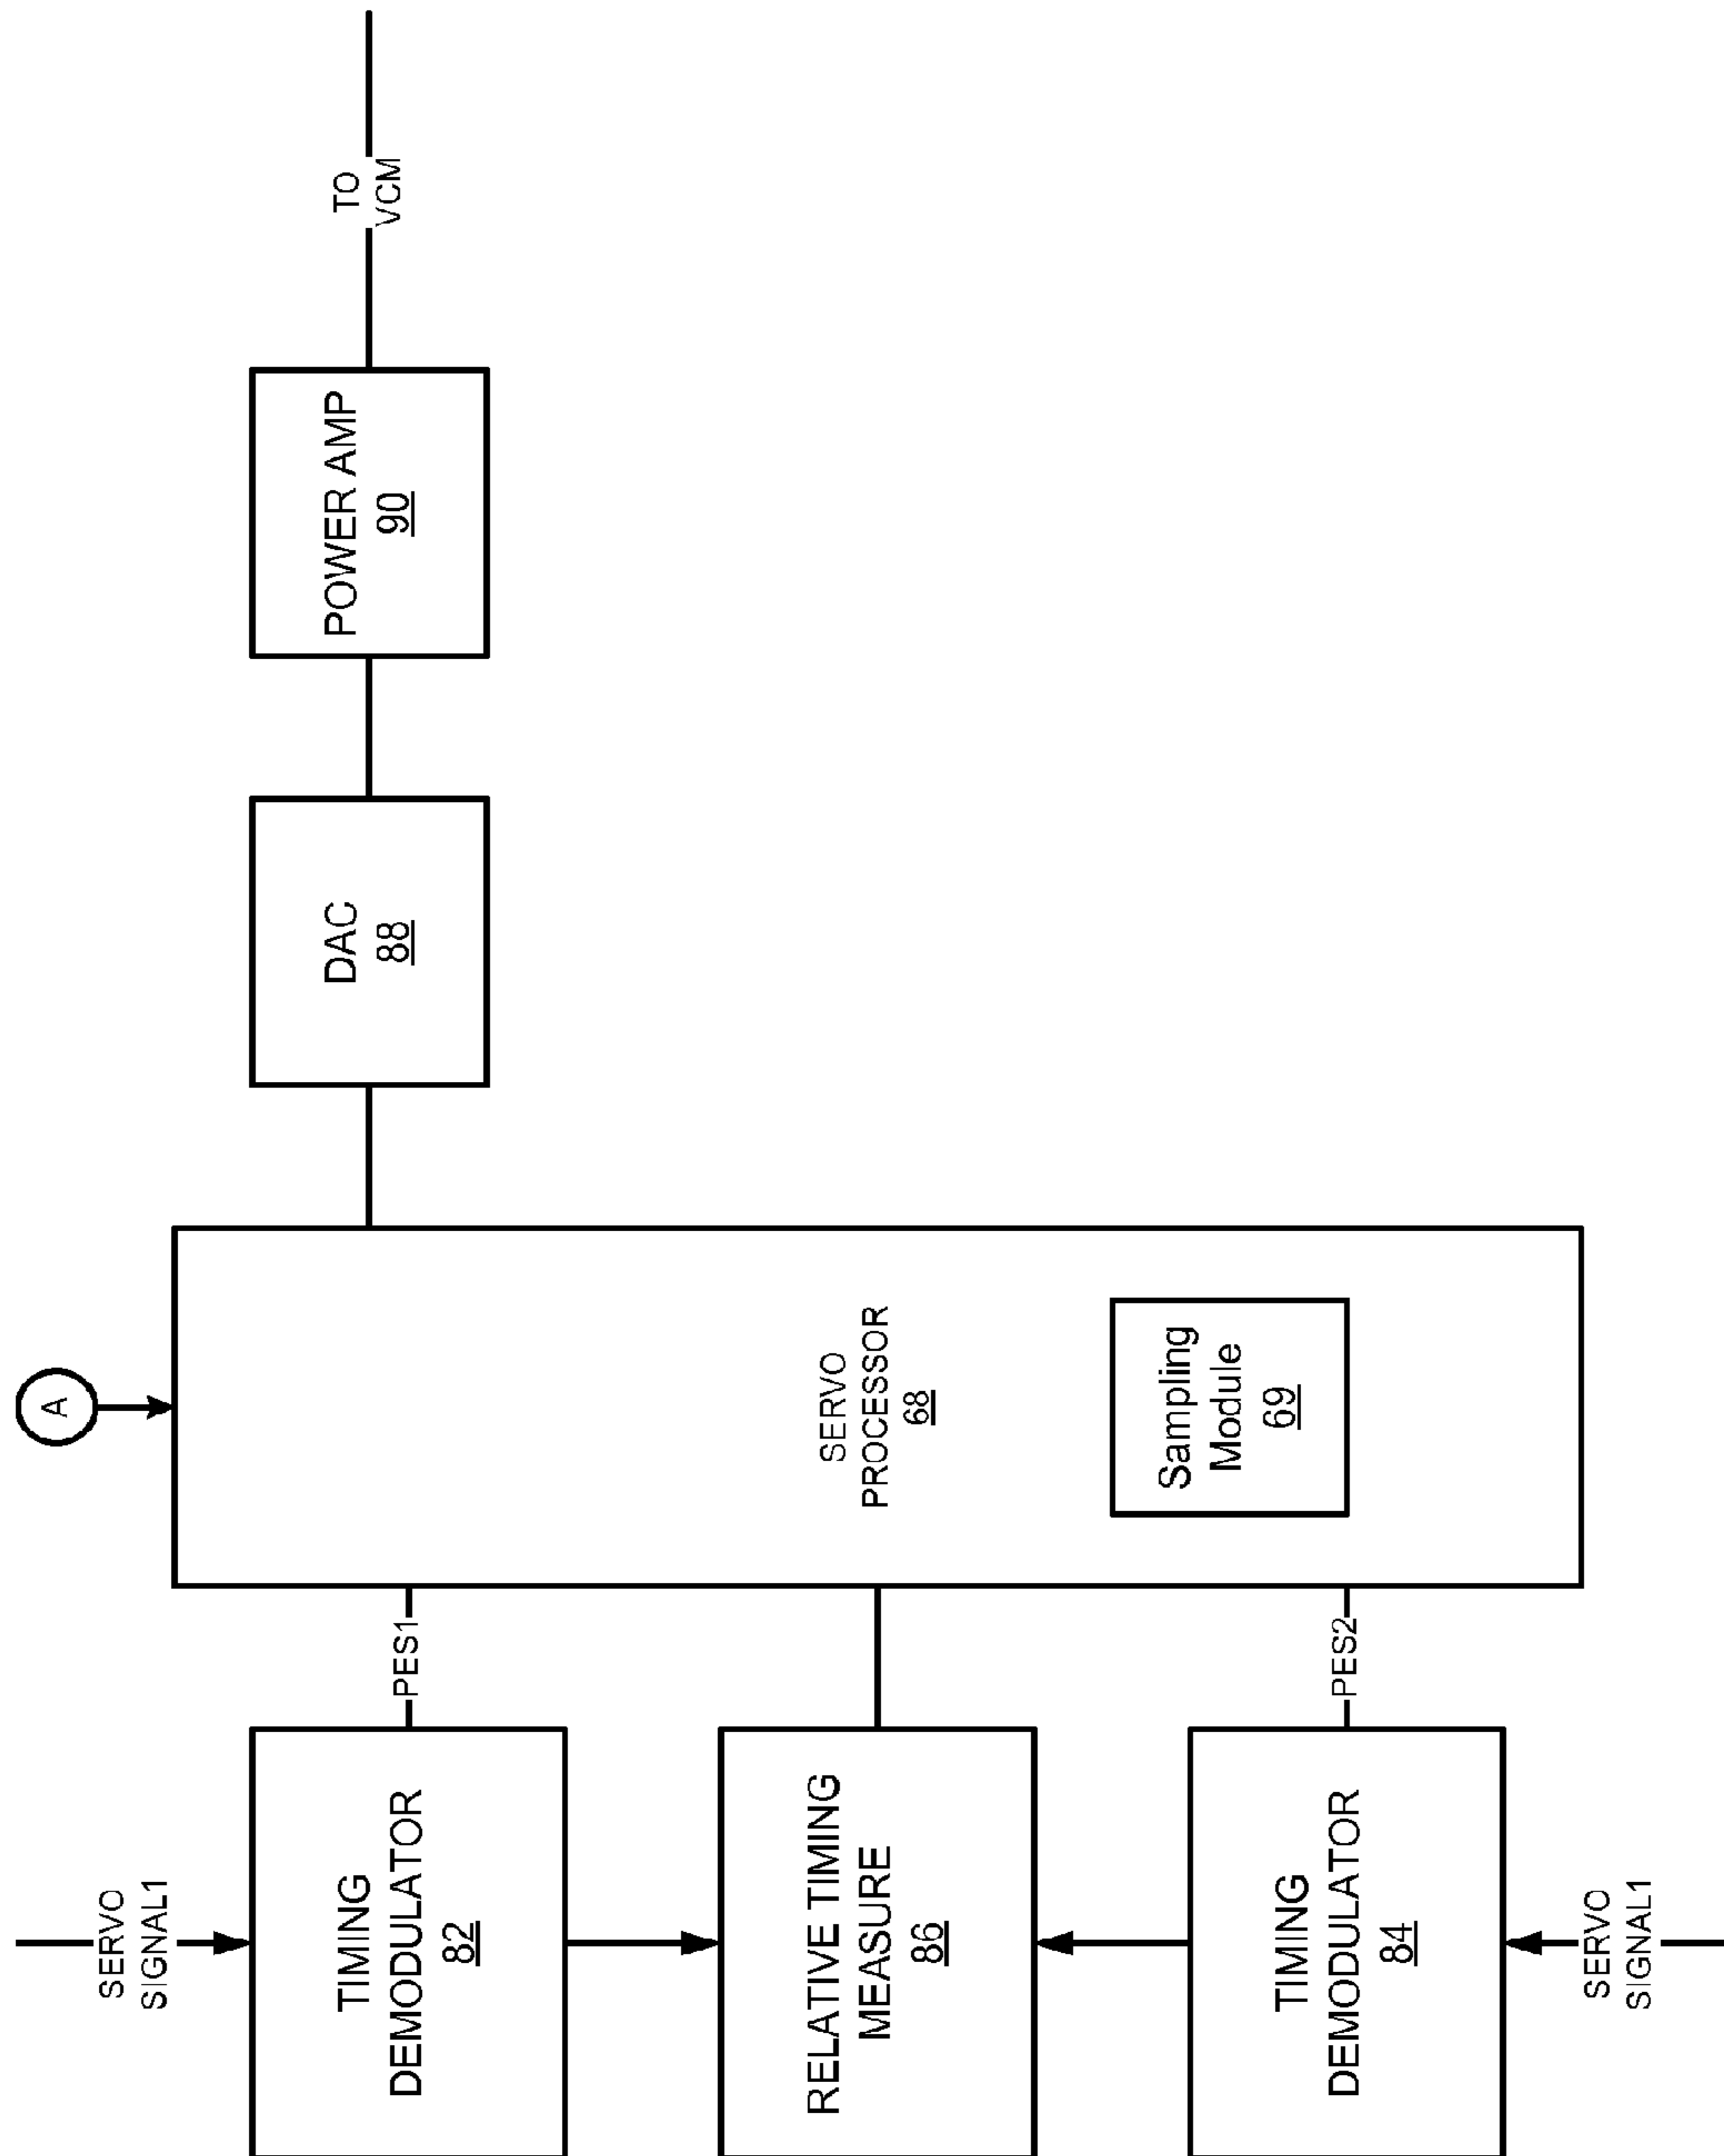 SERVO
SIGNAL1
TIMING
DEMODULATOR
82
RELATIVE TIMING
MEASURE
86
TIMING
DEMODULATOR
84
SERVO
SIGNAL1
PES1
PES2
A
SERVO
PROCESSOR
68
Sampling
Module
69
DAC
88
POWER AMP
90
TO
VCM